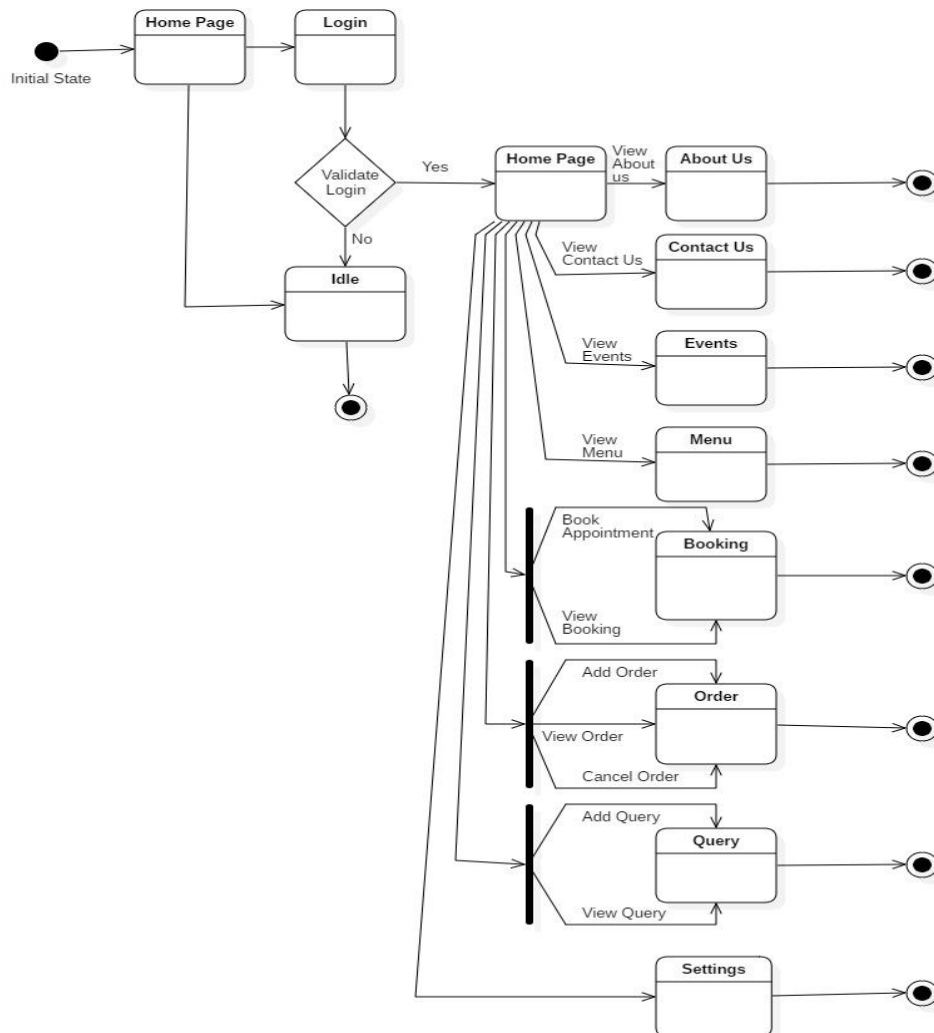 Home Page
Login
Initial State
Validate
Login
Yes
No
Idle
Home Page
View
About
us
About Us
View
Contact Us
Contact Us
View
Events
Events
View
Menu
Menu
Book
Appointment
Booking
View
Booking
Add Order
Order
View Order
Cancel Order
Add Query
Query
View Query
Settings